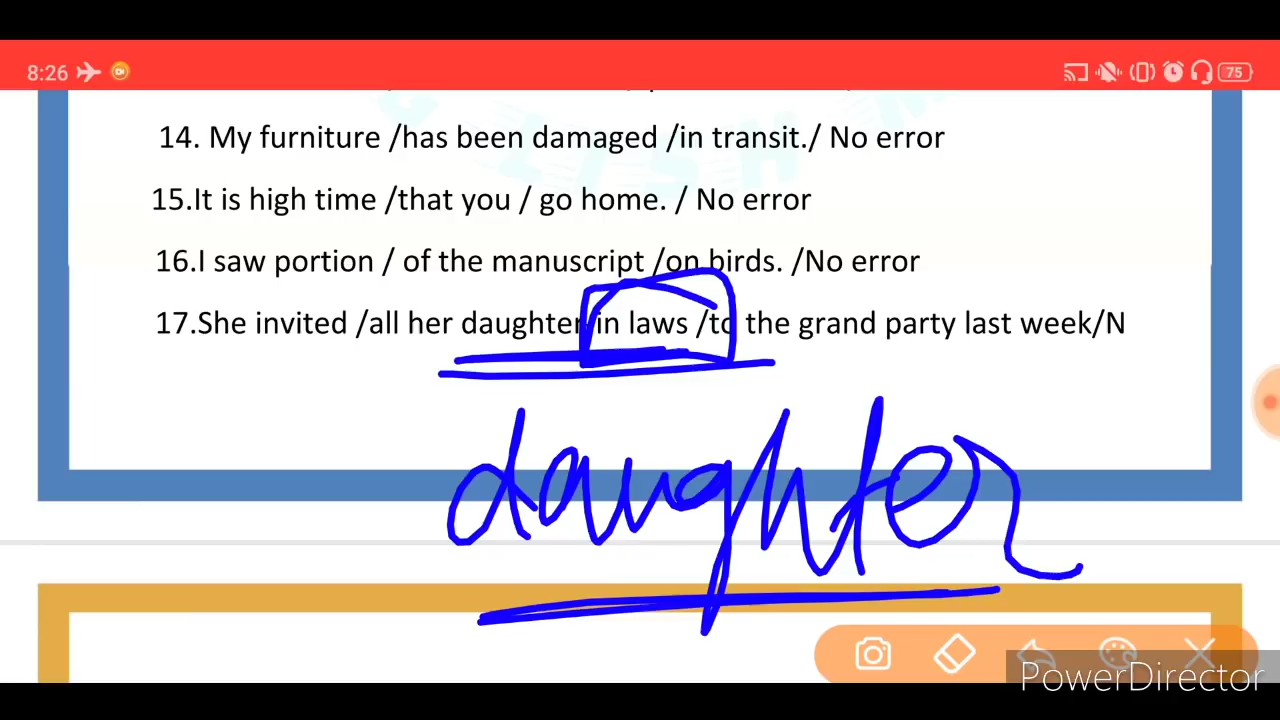 8:26
75
14. My furniture /has been damaged /in transit./ No error
15.It is high time /that you / go home. / No error
16.I saw portion / of the manuscript /on birds. /No error
17.She invited /all her daughter in laws /to the grand party last week/N
daughter
PowerDirector